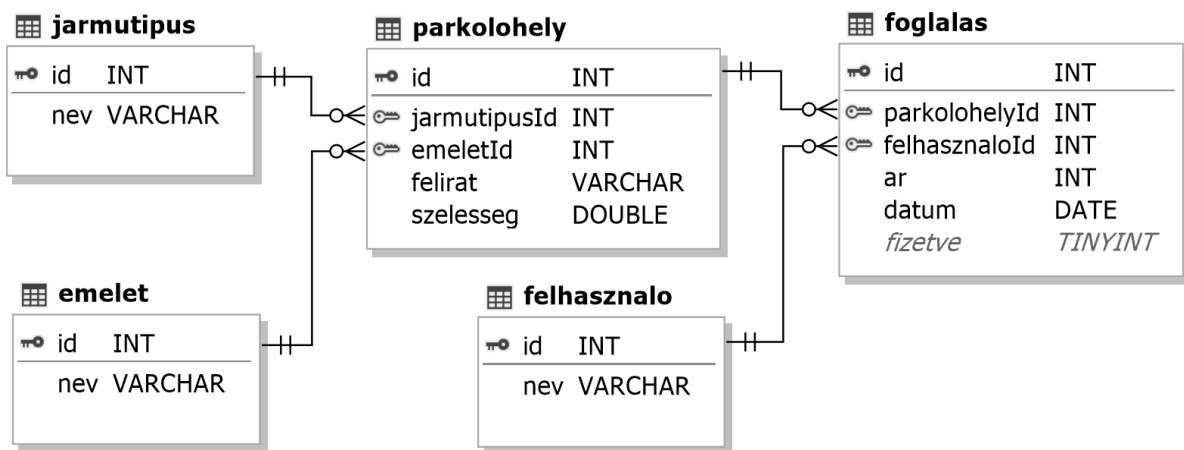 jarmutipus
id INT
nev VARCHAR
parkolohely
id INT
jarmutipusId INT
emeletId INT
felirat VARCHAR
szelesseg DOUBLE
foglalas
id INT
parkolohelyId INT
felhasznaloId INT
ar INT
datum DATE
fizetve TINYINT
emelet
id INT
nev VARCHAR
felhasznalo
id INT
nev VARCHAR